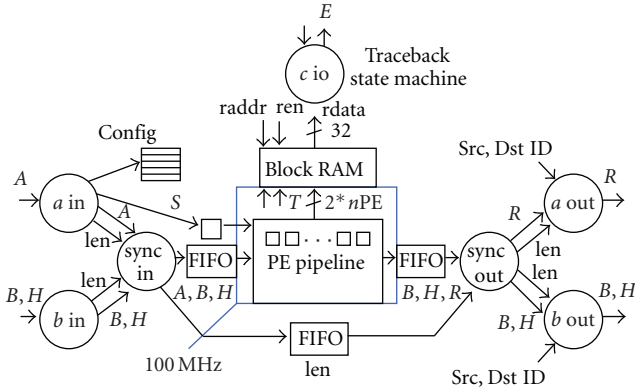 E
c io
Traceback
state machine
raddr ren rdata
32
Config
Block RAM
Src, Dst ID
A
a in
S
T
2* nPE
A
len
R
a out
R
len
. . .
PE pipeline
sync
in
FIFO
FIFO
sync
out
len
len
B, H
b in
B, H
A, B, H
B, H, R
B, H
b out
B, H
FIFO
len
100 MHz
Src, Dst ID